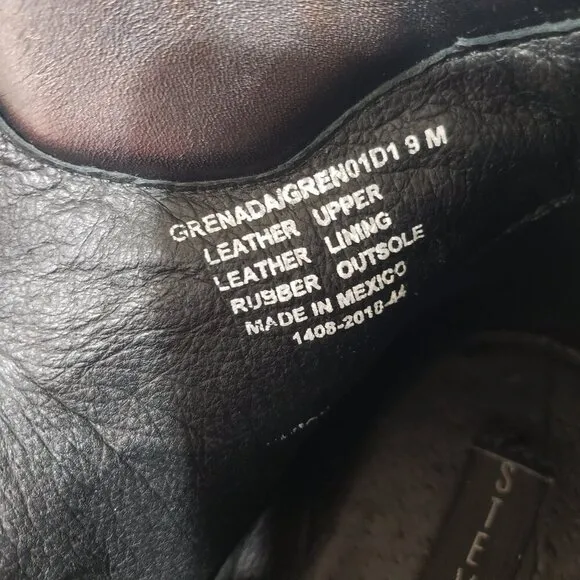 GRENADA/GREN01D1 9 M
LEATHER UPPER
LEATHER LINING
RUBBER OUTSOLE
MADE IN MEXICO
1408-2018-44
STE